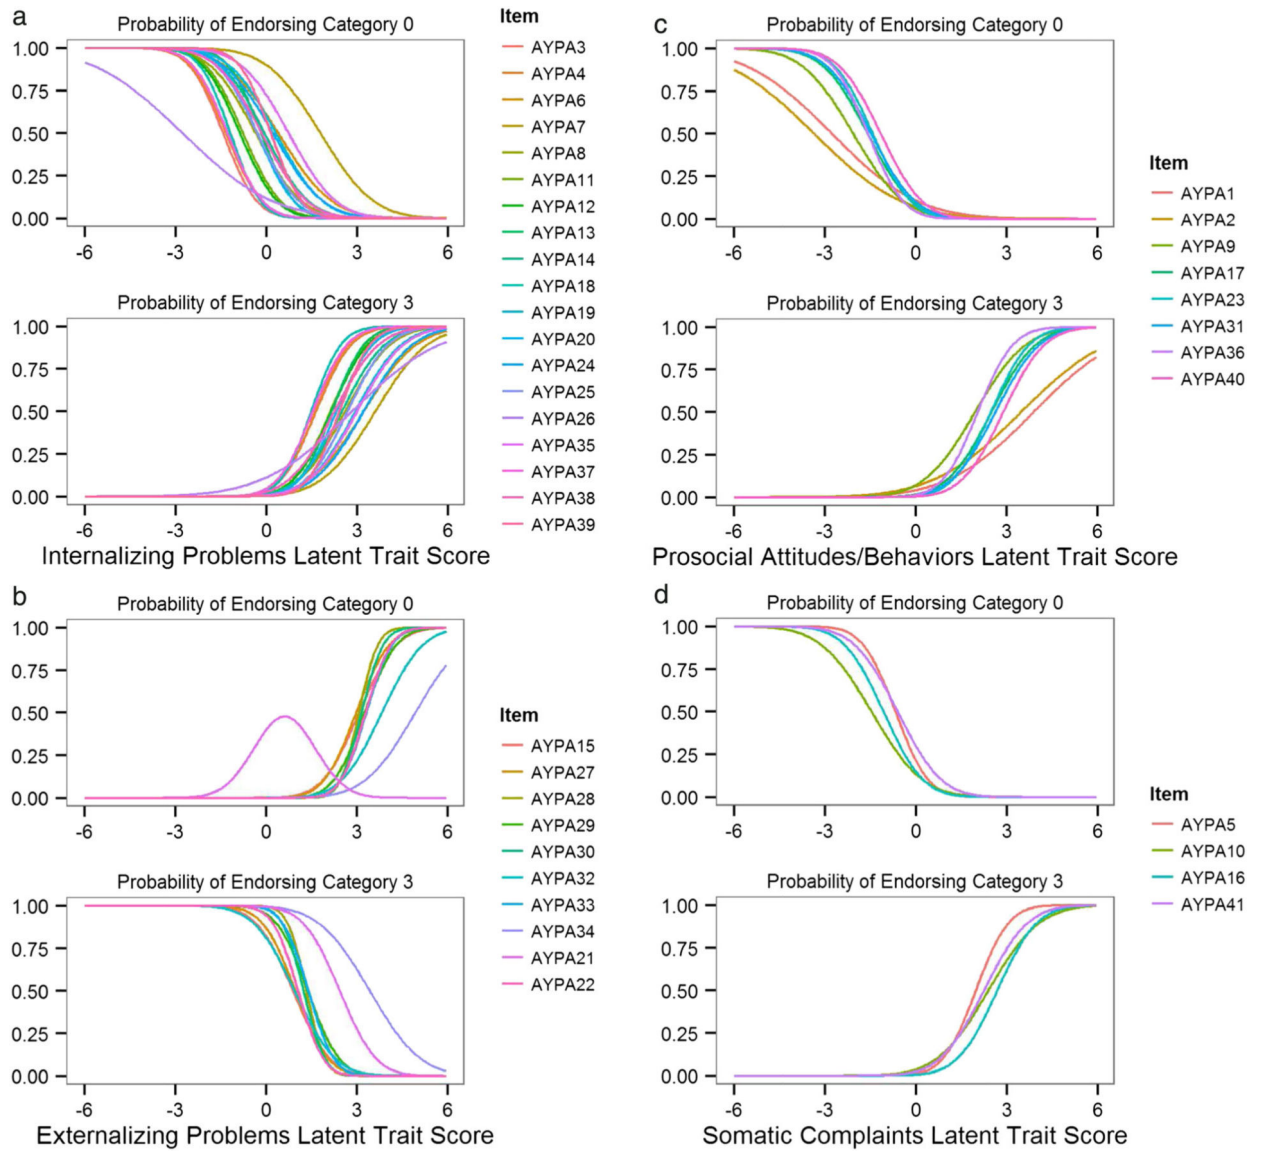 a
Probability of Endorsing Category 0
1.00
0.75
0.50
0.25
0.00
-6 -3 0 3 6
Probability of Endorsing Category 3
1.00
0.75
0.50
0.25
0.00
-6 -3 0 3 6
Internalizing Problems Latent Trait Score
Item
AYPA3
AYPA4
AYPA6
AYPA7
AYPA8
AYPA11
AYPA12
AYPA13
AYPA14
AYPA18
AYPA19
AYPA20
AYPA24
AYPA25
AYPA26
AYPA35
AYPA37
AYPA38
AYPA39
b
Probability of Endorsing Category 0
1.00
0.75
0.50
0.25
0.00
-6 -3 0 3 6
Probability of Endorsing Category 3
1.00
0.75
0.50
0.25
0.00
-6 -3 0 3 6
Externalizing Problems Latent Trait Score
Item
AYPA15
AYPA27
AYPA28
AYPA29
AYPA30
AYPA32
AYPA33
AYPA34
AYPA21
AYPA22
c
Probability of Endorsing Category 0
1.00
0.75
0.50
0.25
0.00
-6 -3 0 3 6
Probability of Endorsing Category 3
1.00
0.75
0.50
0.25
0.00
-6 -3 0 3 6
Prosocial Attitudes/Behaviors Latent Trait Score
Item
AYPA1
AYPA2
AYPA9
AYPA17
AYPA23
AYPA31
AYPA36
AYPA40
d
Probability of Endorsing Category 0
1.00
0.75
0.50
0.25
0.00
-6 -3 0 3 6
Probability of Endorsing Category 3
1.00
0.75
0.50
0.25
0.00
-6 -3 0 3 6
Somatic Complaints Latent Trait Score
Item
AYPA5
AYPA10
AYPA16
AYPA41